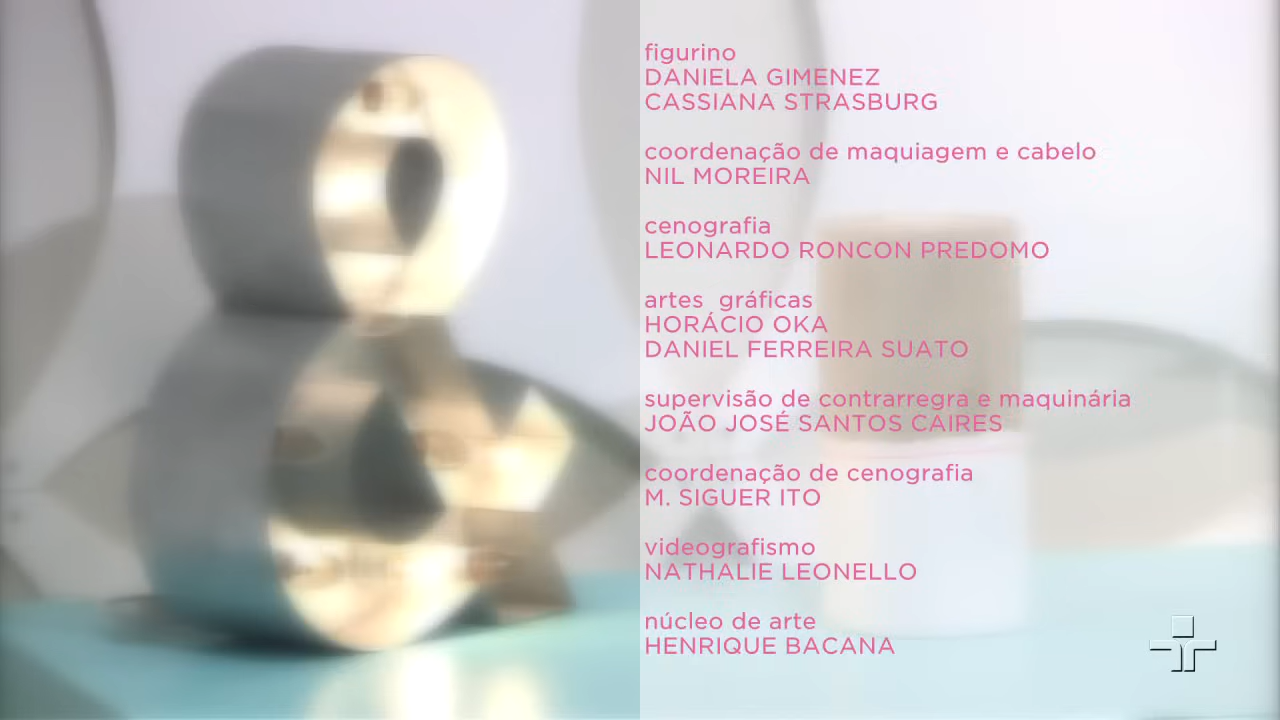 figurino
DANIELA GIMENEZ
CASSIANA STRASBURG
coordenação de maquiagem e cabelo
NIL MOREIRA
cenografia
LEONARDO RONCON PREDOMO
artes gráficas
HORÁCIO OKA
DANIEL FERREIRA SUATO
supervisão de contrarregra e maquinária
JOÃO JOSÉ SANTOS CAIRES
coordenação de cenografia
M. SIGUER ITO
videografismo
NATHALIE LEONELLO
núcleo de arte
HENRIQUE BACANA